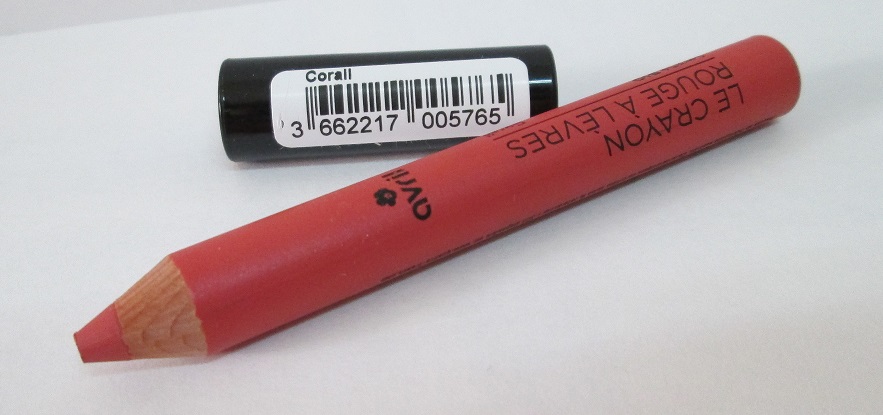 Corail
3 662217 005765
LE CRAYON
ROUGE À LÈVRES
avril